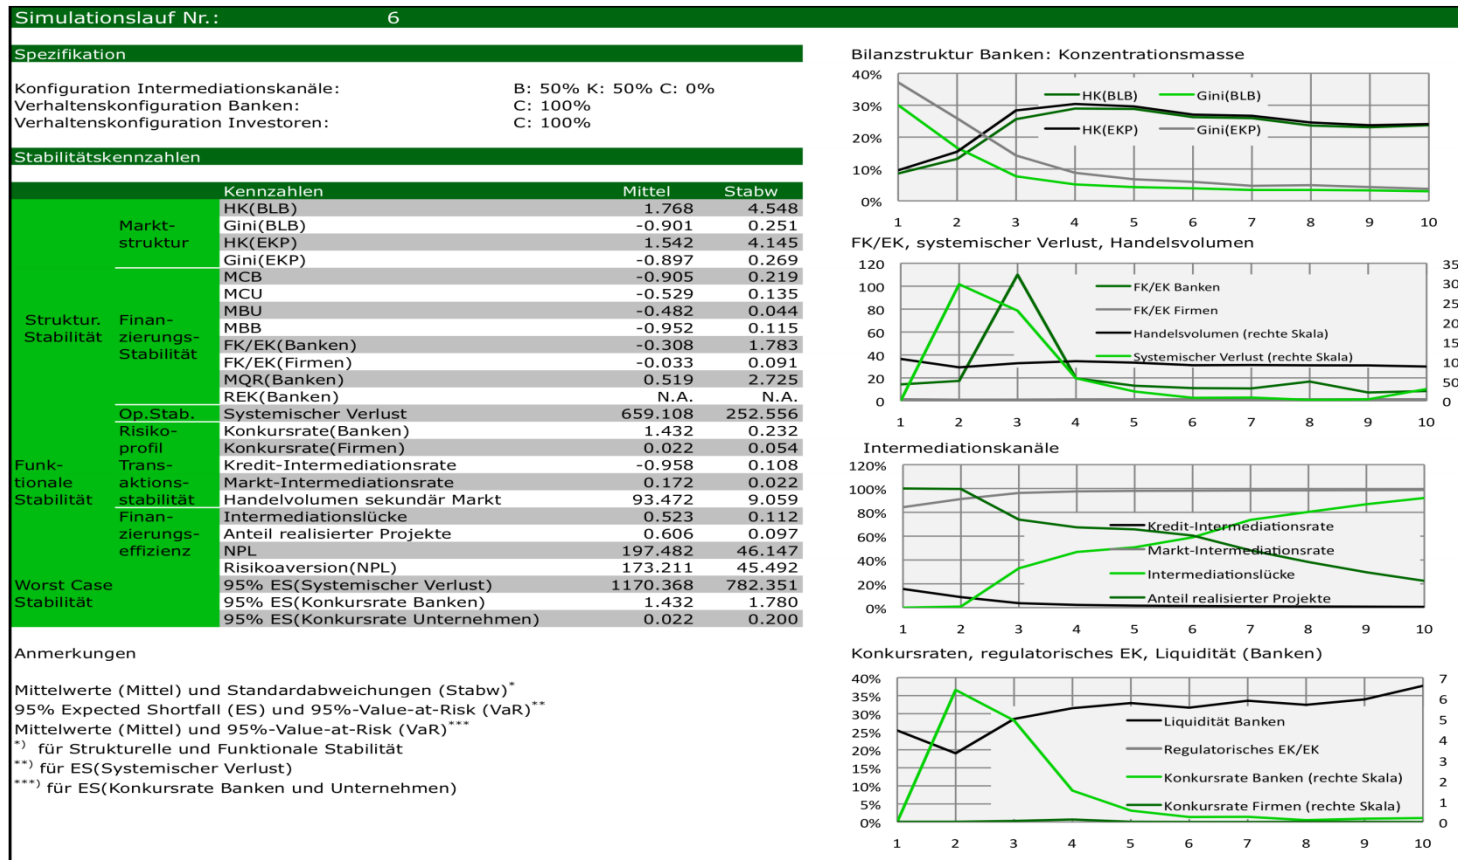 Simulationslauf Nr.: 6
Spezifikation
Konfiguration Intermediationskanäle: B: 50% K: 50% C: 0%
Verhaltenskonfiguration Banken: C: 100%
Verhaltenskonfiguration Investoren: C: 100%
Stabilitätskennzahlen
Kennzahlen Mittel Stabw
Struktur. Stabilität
Markt-struktur
HK(BLB) 1.768 4.548
Gini(BLB) -0.901 0.251
HK(EKP) 1.542 4.145
Gini(EKP) -0.897 0.269
Finan-zierungs-Stabilität
MCB -0.905 0.219
MCU -0.529 0.135
MBU -0.482 0.044
MBB -0.952 0.115
FK/EK(Banken) -0.308 1.783
FK/EK(Firmen) -0.033 0.091
MQR(Banken) 0.519 2.725
REK(Banken) N.A. N.A.
Funk-tionale Stabilität
Op.Stab. Systemischer Verlust 659.108 252.556
Risiko-profil
Konkursrate(Banken) 1.432 0.232
Konkursrate(Firmen) 0.022 0.054
Trans-aktions-stabilität
Kredit-Intermediationsrate -0.958 0.108
Markt-Intermediationsrate 0.172 0.022
Handelvolumen sekundär Markt 93.472 9.059
Finan-zierungs-effizienz
Intermediationslücke 0.523 0.112
Anteil realisierter Projekte 0.606 0.097
NPL 197.482 46.147
Risikoaversion(NPL) 173.211 45.492
Worst Case Stabilität
95% ES(Systemischer Verlust) 1170.368 782.351
95% ES(Konkursrate Banken) 1.432 1.780
95% ES(Konkursrate Unternehmen) 0.022 0.200
Anmerkungen
Mittelwerte (Mittel) und Standardabweichungen (Stabw)*
95% Expected Shortfall (ES) und 95%-Value-at-Risk (VaR)**
Mittelwerte (Mittel) und 95%-Value-at-Risk (VaR)***
*) für Strukturelle und Funktionale Stabilität
**) für ES(Systemischer Verlust)
***) für ES(Konkursrate Banken und Unternehmen)
Bilanzstruktur Banken: Konzentrationsmasse
40%
30%
20%
10%
0%
HK(BLB) Gini(BLB)
HK(EKP) Gini(EKP)
1 2 3 4 5 6 7 8 9 10
FK/EK, systemischer Verlust, Handelsvolumen
120
100
80
60
40
20
0
FK/EK Banken
FK/EK Firmen
Handelsvolumen (rechte Skala)
Systemischer Verlust (rechte Skala)
35
30
25
20
15
10
50
0
1 2 3 4 5 6 7 8 9 10
Intermediationskanäle
120%
100%
80%
60%
40%
20%
0%
Kredit-Intermediationsrate
Markt-Intermediationsrate
Intermediationslücke
Anteil realisierter Projekte
1 2 3 4 5 6 7 8 9 10
Konkursraten, regulatorisches EK, Liquidität (Banken)
40%
35%
30%
25%
20%
15%
10%
5%
0%
Liquidität Banken
Regulatorisches EK/EK
Konkursrate Banken (rechte Skala)
Konkursrate Firmen (rechte Skala)
7
6
5
4
3
2
1
0
1 2 3 4 5 6 7 8 9 10